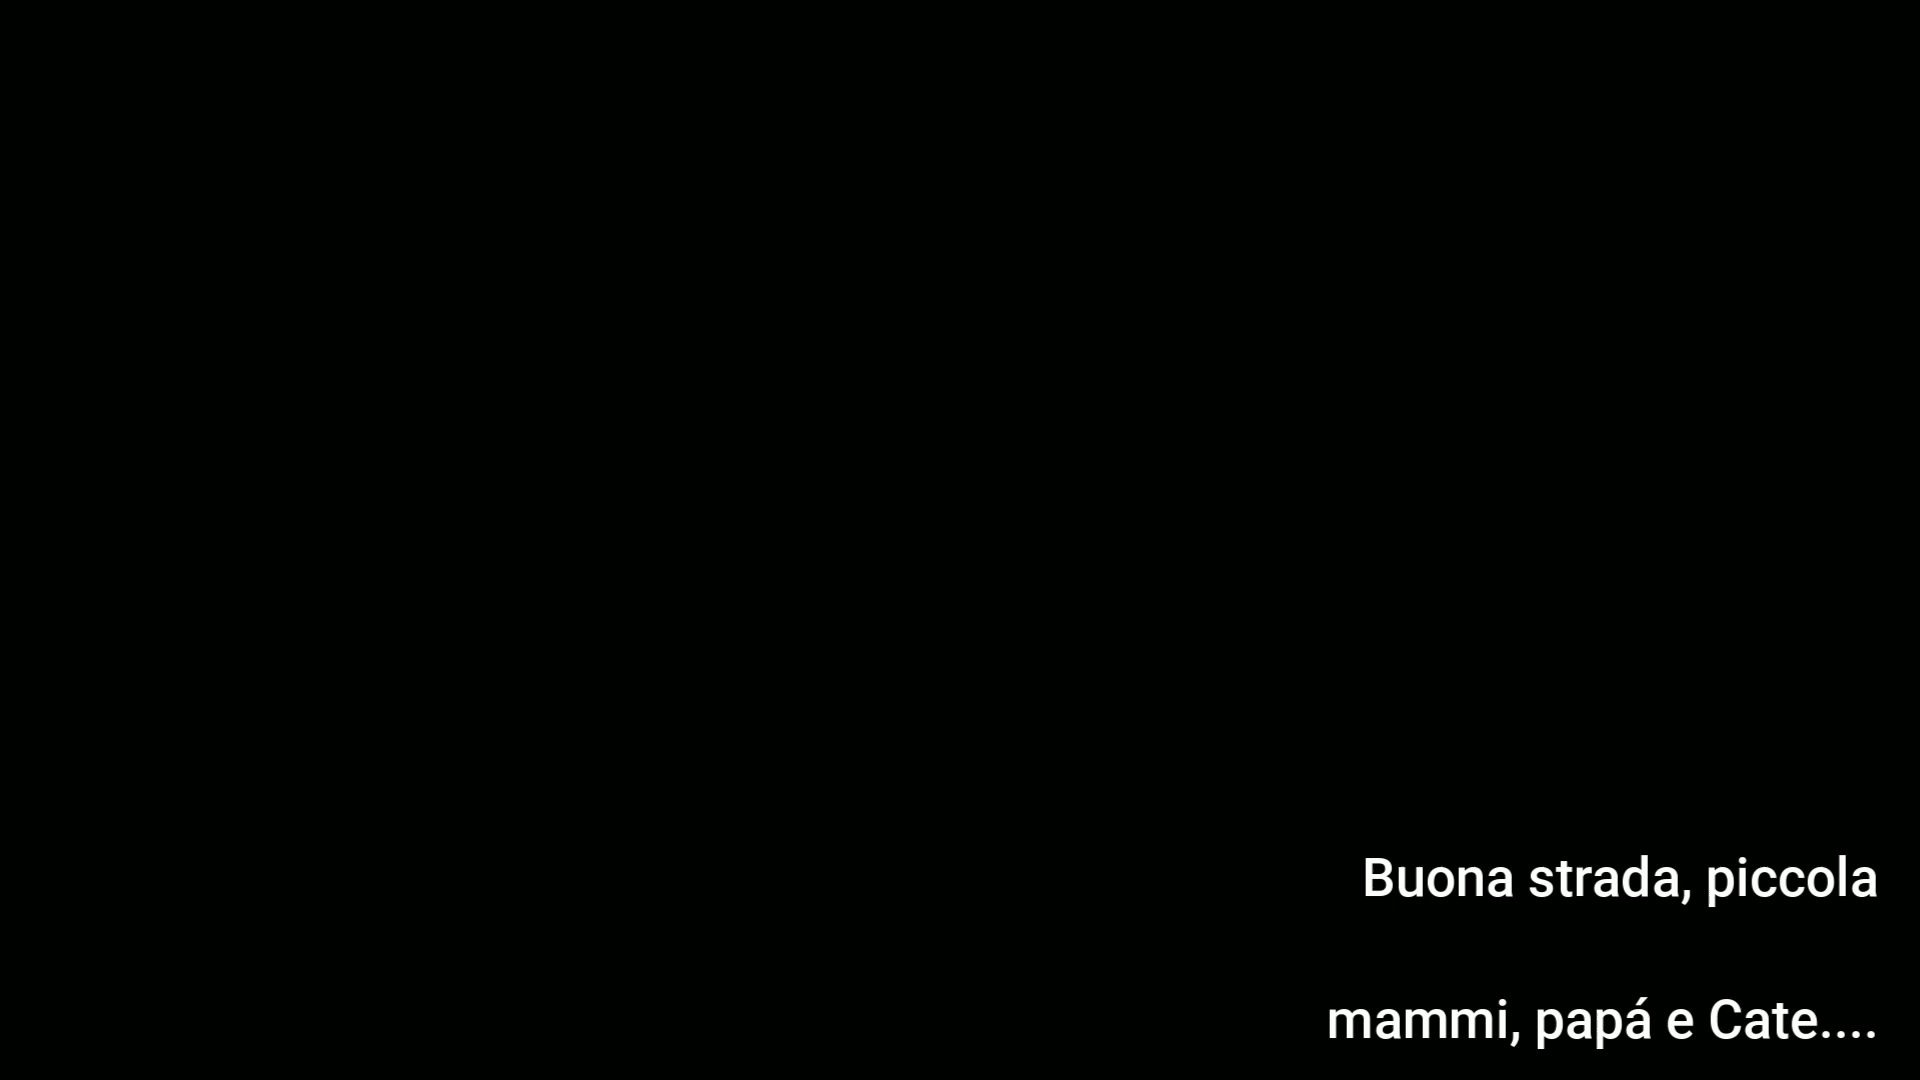 Buona strada, piccola
mammi, papá e Cate....